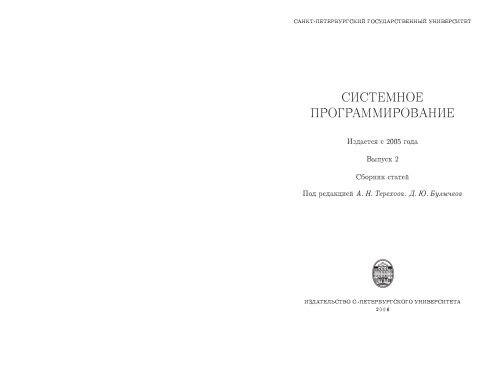 САНКТ-ПЕТЕРБУРГСКИЙ ГОСУДАРСТВЕННЫЙ УНИВЕРСИТЕТ
СИСТЕМНОЕ
ПРОГРАММИРОВАНИЕ
Издается с 2005 года
Выпуск 2
Сборник статей
Под редакцией А. Н. Терехова, Д. Ю. Булычева
ИЗДАТЕЛЬСТВО С.-ПЕТЕРБУРГСКОГО УНИВЕРСИТЕТА
2006